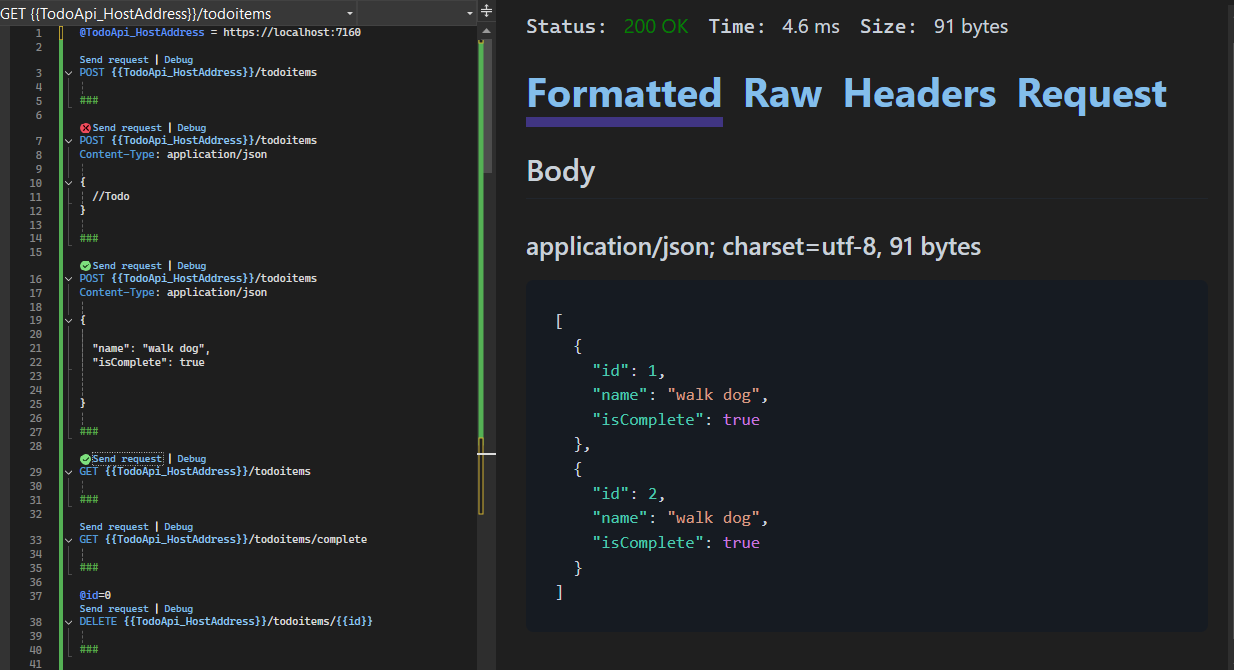 GET {{TodoApi_HostAddress}}/todoitems
1 @TodoApi_HostAddress = https://localhost:7160
2
Send request | Debug
3 POST {{TodoApi_HostAddress}}/todoitems
4
5 ###
6
Send request | Debug
7 POST {{TodoApi_HostAddress}}/todoitems
8 Content-Type: application/json
9
10 {
11 //Todo
12 }
13
14 ###
15
Send request | Debug
16 POST {{TodoApi_HostAddress}}/todoitems
17 Content-Type: application/json
18
19 {
20
21 "name": "walk dog",
22 "isComplete": true
23
24
25 }
26
27 ###
28
Send request | Debug
29 GET {{TodoApi_HostAddress}}/todoitems
30
31 ###
32
Send request | Debug
33 GET {{TodoApi_HostAddress}}/todoitems/complete
34
35 ###
36
37 @id=0
Send request | Debug
38 DELETE {{TodoApi_HostAddress}}/todoitems/{{id}}
39
40 ###
41
Status: 200 OK Time: 4.6 ms Size: 91 bytes
Formatted Raw Headers Request
Body
application/json; charset=utf-8, 91 bytes
[
{
"id": 1,
"name": "walk dog",
"isComplete": true
},
{
"id": 2,
"name": "walk dog",
"isComplete": true
}
]